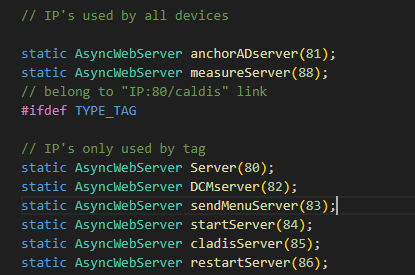 // IP's used by all devices
static AsyncWebServer anchorADserver(81);
static AsyncWebServer measureServer(88);
// belong to "IP:80/caldis" link
#ifdef TYPE_TAG
// IP's only used by tag
static AsyncWebServer Server(80);
static AsyncWebServer DCMserver(82);
static AsyncWebServer sendMenuServer(83);
static AsyncWebServer startServer(84);
static AsyncWebServer cladisServer(85);
static AsyncWebServer restartServer(86);